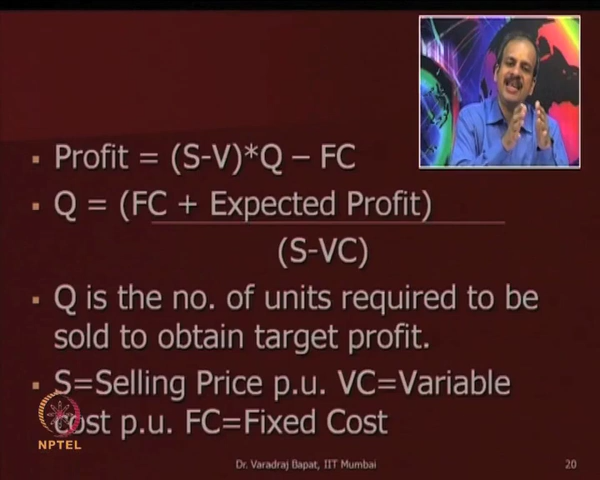 Profit = (S-V)*Q – FC
Q = (FC + Expected Profit)
(S-VC)
Q is the no. of units required to be
sold to obtain target profit.
S=Selling Price p.u. VC=Variable
cost p.u. FC=Fixed Cost
NPTEL
Dr. Varadraj Bapat, IIT Mumbai
20